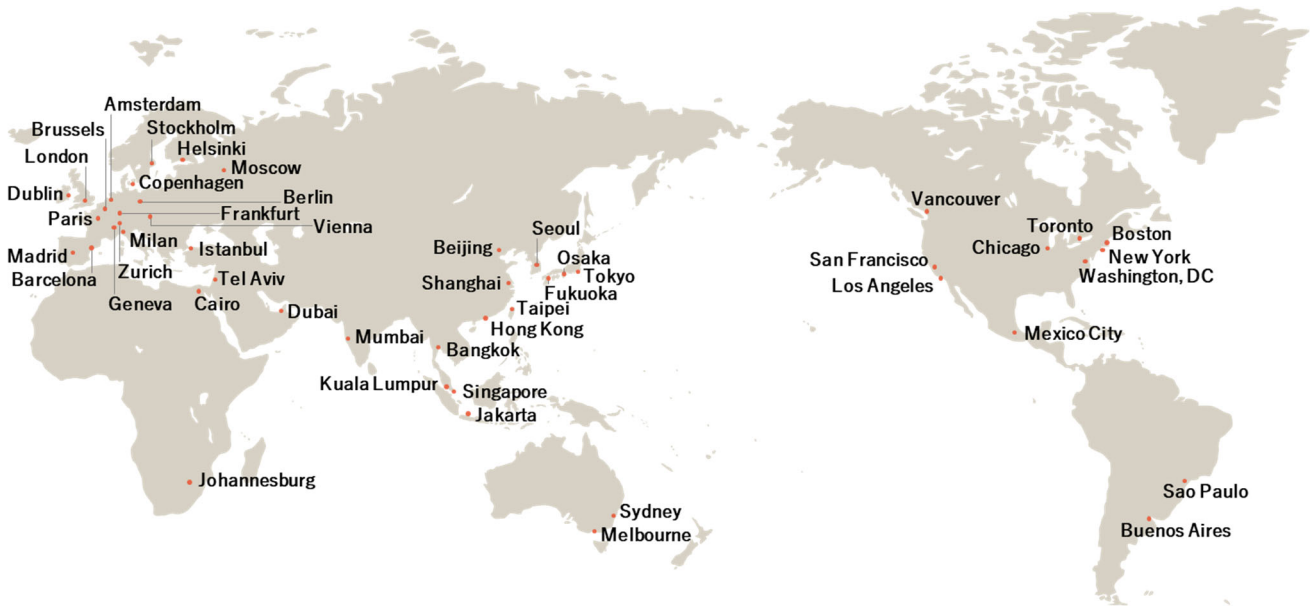 Amsterdam
Brussels
Stockholm
London
Helsinki
Moscow
Dublin
Copenhagen
Berlin
Paris
Frankfurt
Vienna
Madrid
Milan
Istanbul
Barcelona
Zurich
Tel Aviv
Geneva
Cairo
Dubai
Johannesburg
Mumbai
Beijing
Seoul
Osaka
Tokyo
Shanghai
Fukuoka
Taipei
Hong Kong
Bangkok
Kuala Lumpur
Singapore
Jakarta
Sydney
Melbourne
Vancouver
Toronto
Boston
Chicago
New York
San Francisco
Washington, DC
Los Angeles
Mexico City
Sao Paulo
Buenos Aires